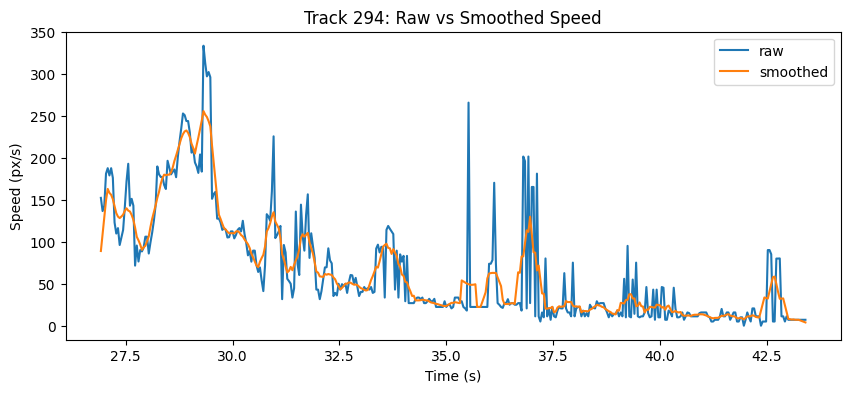 Track 294: Raw vs Smoothed Speed
350
300
250
200
150
100
50
0
Speed (px/s)
raw
smoothed
27.5 30.0 32.5 35.0 37.5 40.0 42.5
Time (s)